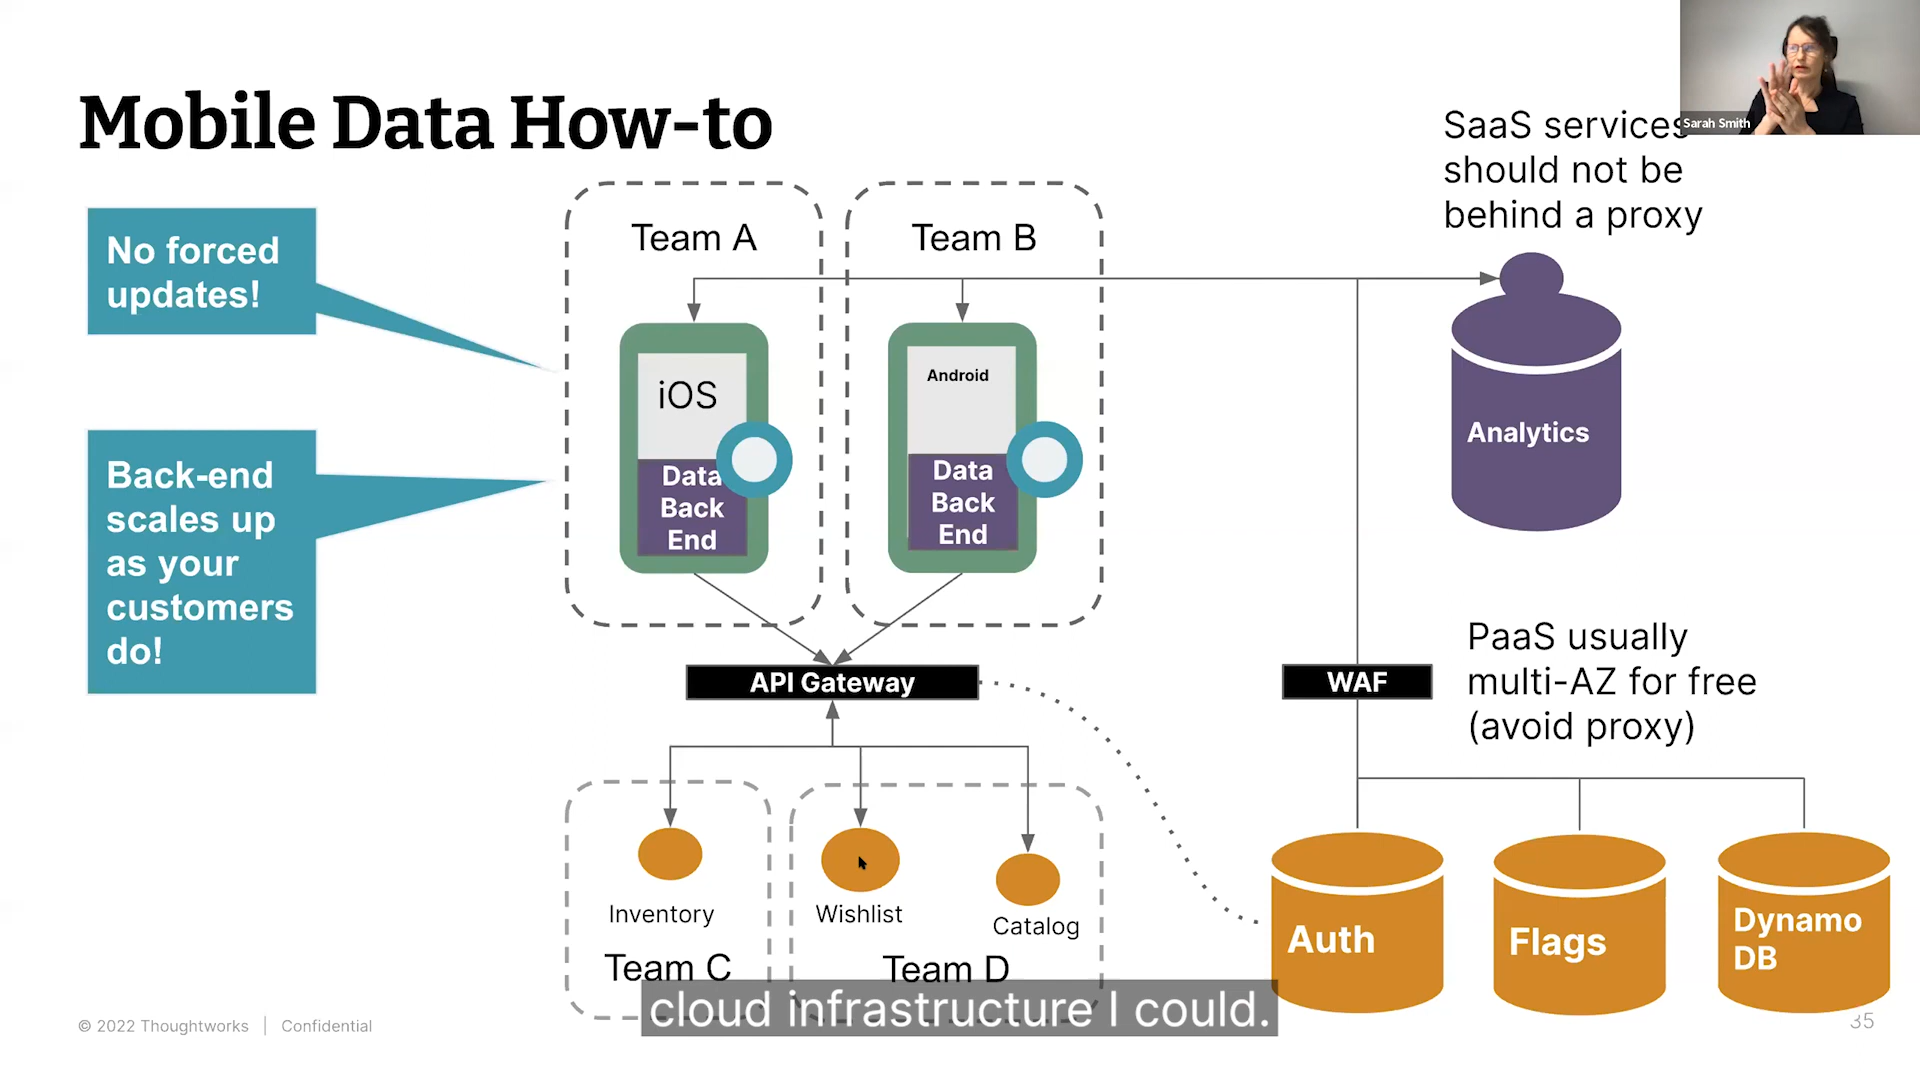 Mobile Data How-to
Sarah Smith
SaaS services
should not be
behind a proxy
No forced
updates!
Back-end
scales up
as your
customers
do!
Team A
Team B
iOS
Data
Back
End
Android
Data
Back
End
Analytics
API Gateway
WAF
PaaS usually
multi-AZ for free
(avoid proxy)
Inventory
Wishlist
Catalog
Team C
Team D
Auth
Flags
Dynamo
DB
cloud infrastructure I could.
© 2022 Thoughtworks | Confidential
35